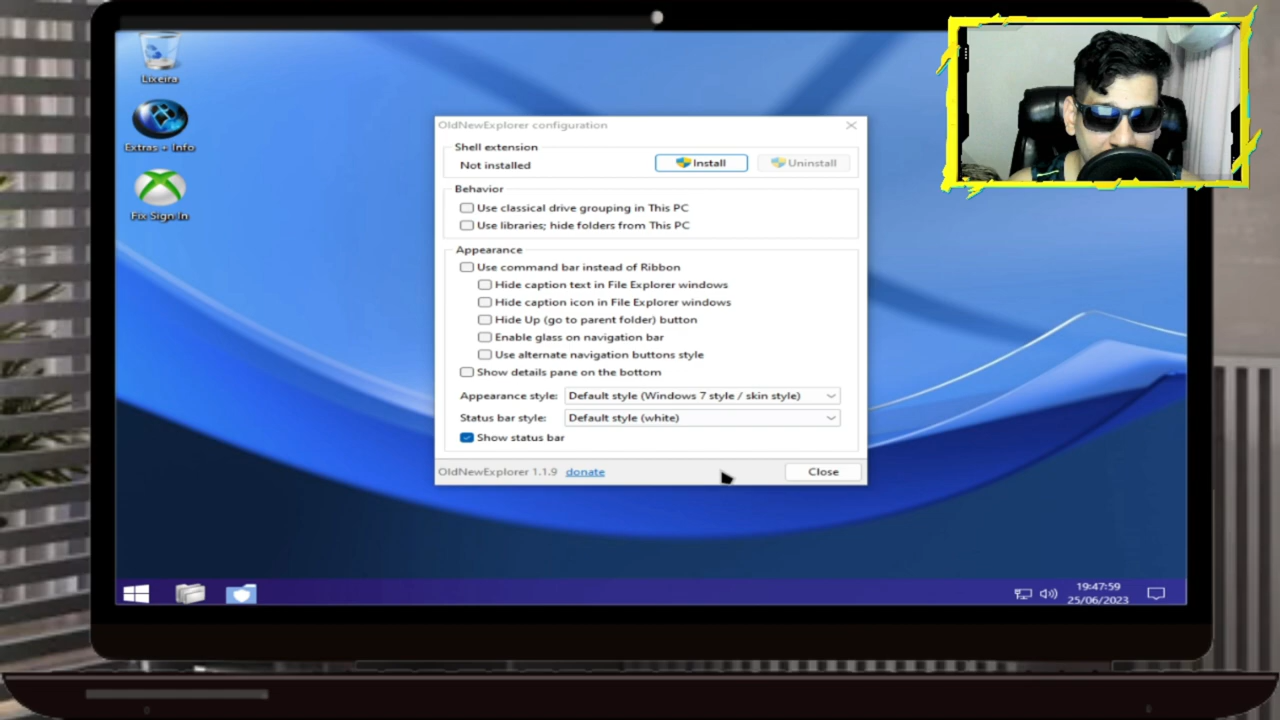 Lixeira
Extras + Info
Fix Sign In
OldNewExplorer configuration
Shell extension
Not installed
Install
Uninstall
Behavior
Use classical drive grouping in This PC
Use libraries; hide folders from This PC
Appearance
Use command bar instead of Ribbon
Hide caption text in File Explorer windows
Hide caption icon in File Explorer windows
Hide Up (go to parent folder) button
Enable glass on navigation bar
Use alternate navigation buttons style
Show details pane on the bottom
Appearance style: Default style (Windows 7 style / skin style)
Status bar style: Default style (white)
Show status bar
OldNewExplorer 1.1.9 donate
Close
19:47:59
25/06/2023